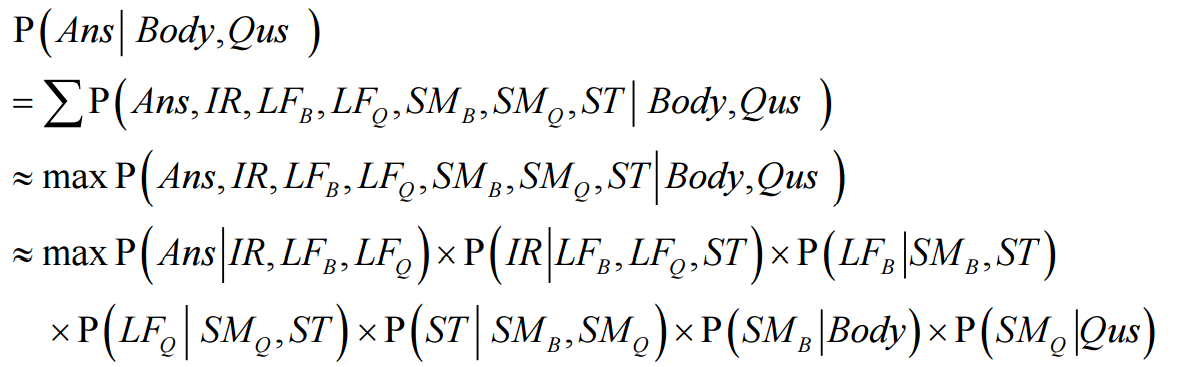 P(Ans| Body,Qus )
= ∑P(Ans, IR, LF_B, LF_Q, SM_B, SM_Q, ST| Body,Qus )
≈ max P(Ans, IR, LF_B, LF_Q, SM_B, SM_Q, ST|Body,Qus )
≈ max P(Ans|IR, LF_B, LF_Q)×P(IR|LF_B, LF_Q, ST)×P(LF_B|SM_B, ST)
×P(LF_Q| SM_Q, ST)×P(ST| SM_B, SM_Q)×P(SM_B|Body)×P(SM_Q|Qus)